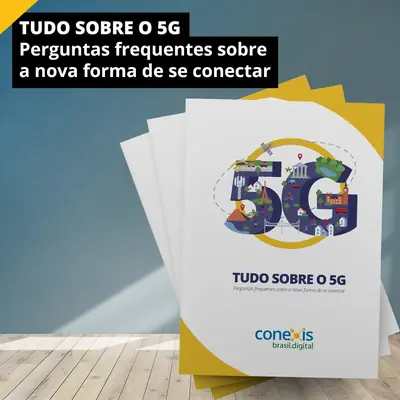 TUDO SOBRE O 5G
Perguntas frequentes sobre
a nova forma de se conectar
5G
TUDO SOBRE O 5G
Perguntas frequentes sobre a nova forma de se conectar
conexis
brasil.digital